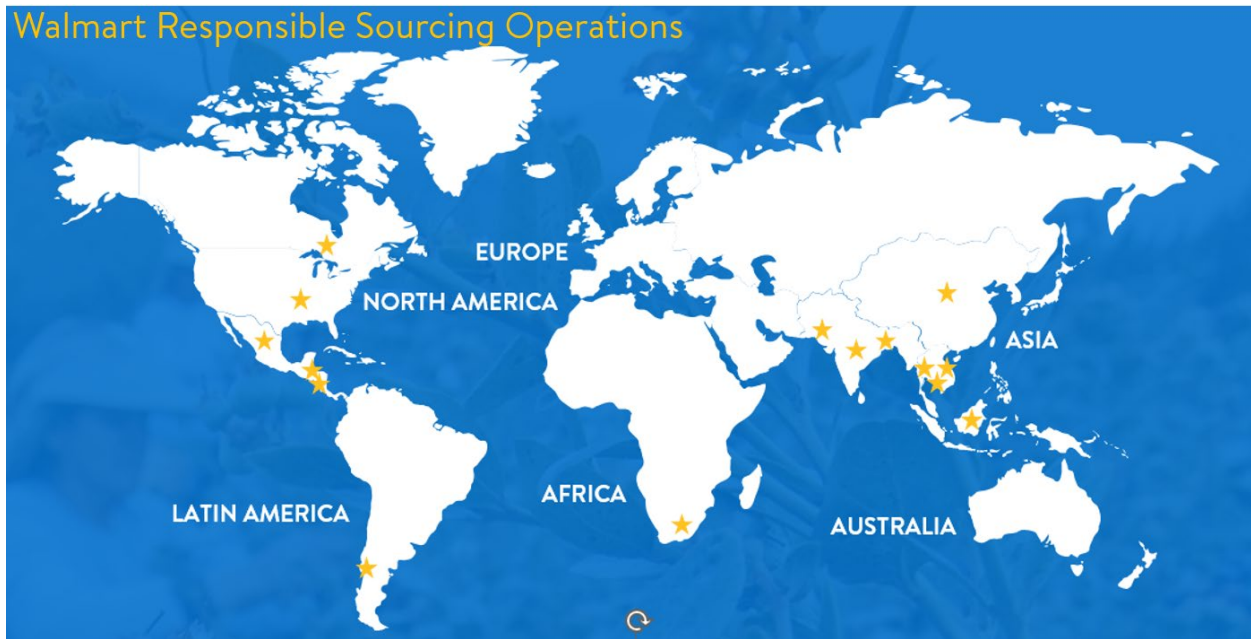 Walmart Responsible Sourcing Operations
EUROPE
NORTH AMERICA
ASIA
LATIN AMERICA
AFRICA
AUSTRALIA